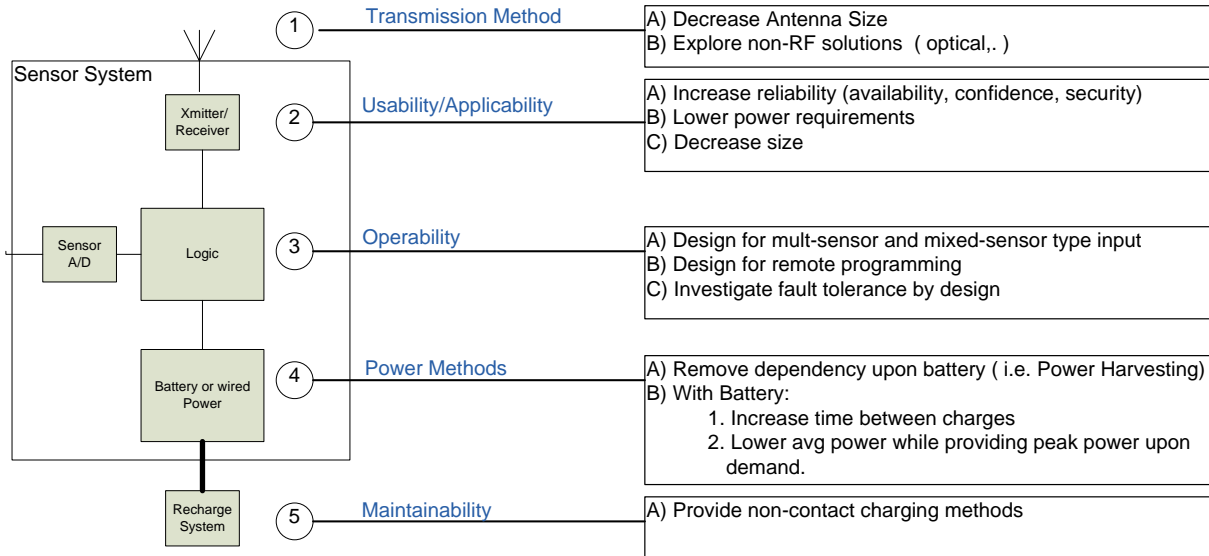 1
Transmission Method
A) Decrease Antenna Size
B) Explore non-RF solutions ( optical,. )
Sensor System
Xmitter/
Receiver
2
Usability/Applicability
A) Increase reliability (availability, confidence, security)
B) Lower power requirements
C) Decrease size
Sensor
A/D
Logic
3
Operability
A) Design for mult-sensor and mixed-sensor type input
B) Design for remote programming
C) Investigate fault tolerance by design
Battery or wired
Power
4
Power Methods
A) Remove dependency upon battery ( i.e. Power Harvesting)
B) With Battery:
1. Increase time between charges
2. Lower avg power while providing peak power upon
demand.
Recharge
System
5
Maintainability
A) Provide non-contact charging methods